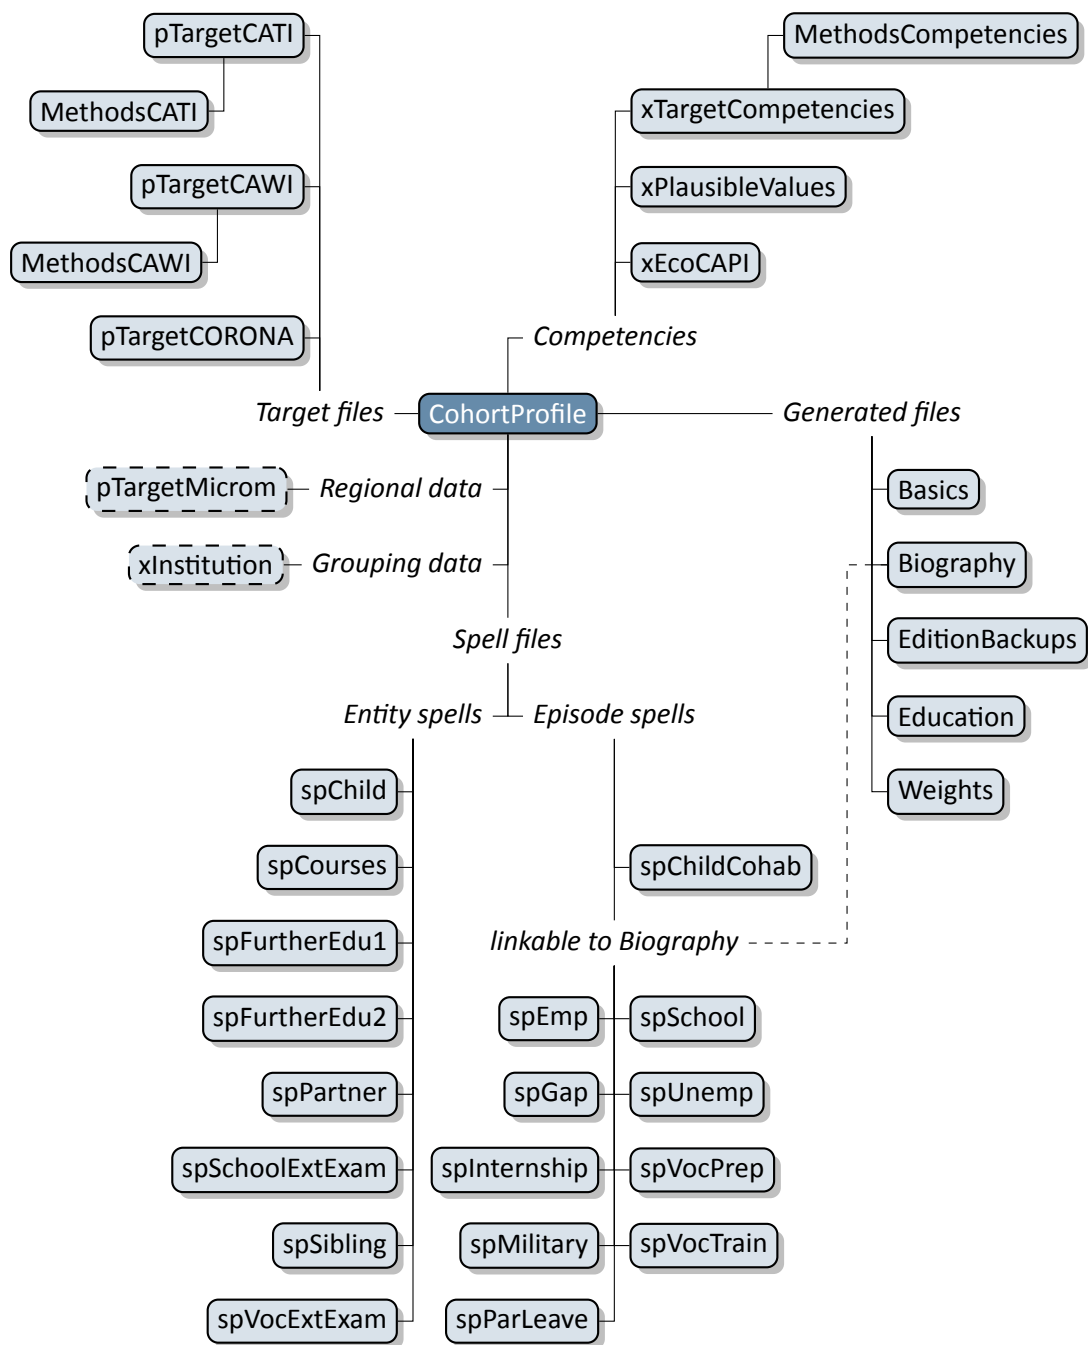 pTargetCATI
MethodsCompetencies
MethodsCATI
xTargetCompetencies
pTargetCAWI
xPlausibleValues
MethodsCAWI
xEcoCAPI
pTargetCORONA
Competencies
Target files
CohortProfile
Generated files
pTargetMicrom
Regional data
Basics
xInstitution
Grouping data
Biography
Spell files
EditionBackups
Entity spells
Episode spells
Education
spChild
Weights
spCourses
spChildCohab
spFurtherEdu1
linkable to Biography
spFurtherEdu2
spEmp
spSchool
spPartner
spGap
spUnemp
spSchoolExtExam
spInternship
spVocPrep
spSibling
spMilitary
spVocTrain
spVocExtExam
spParLeave